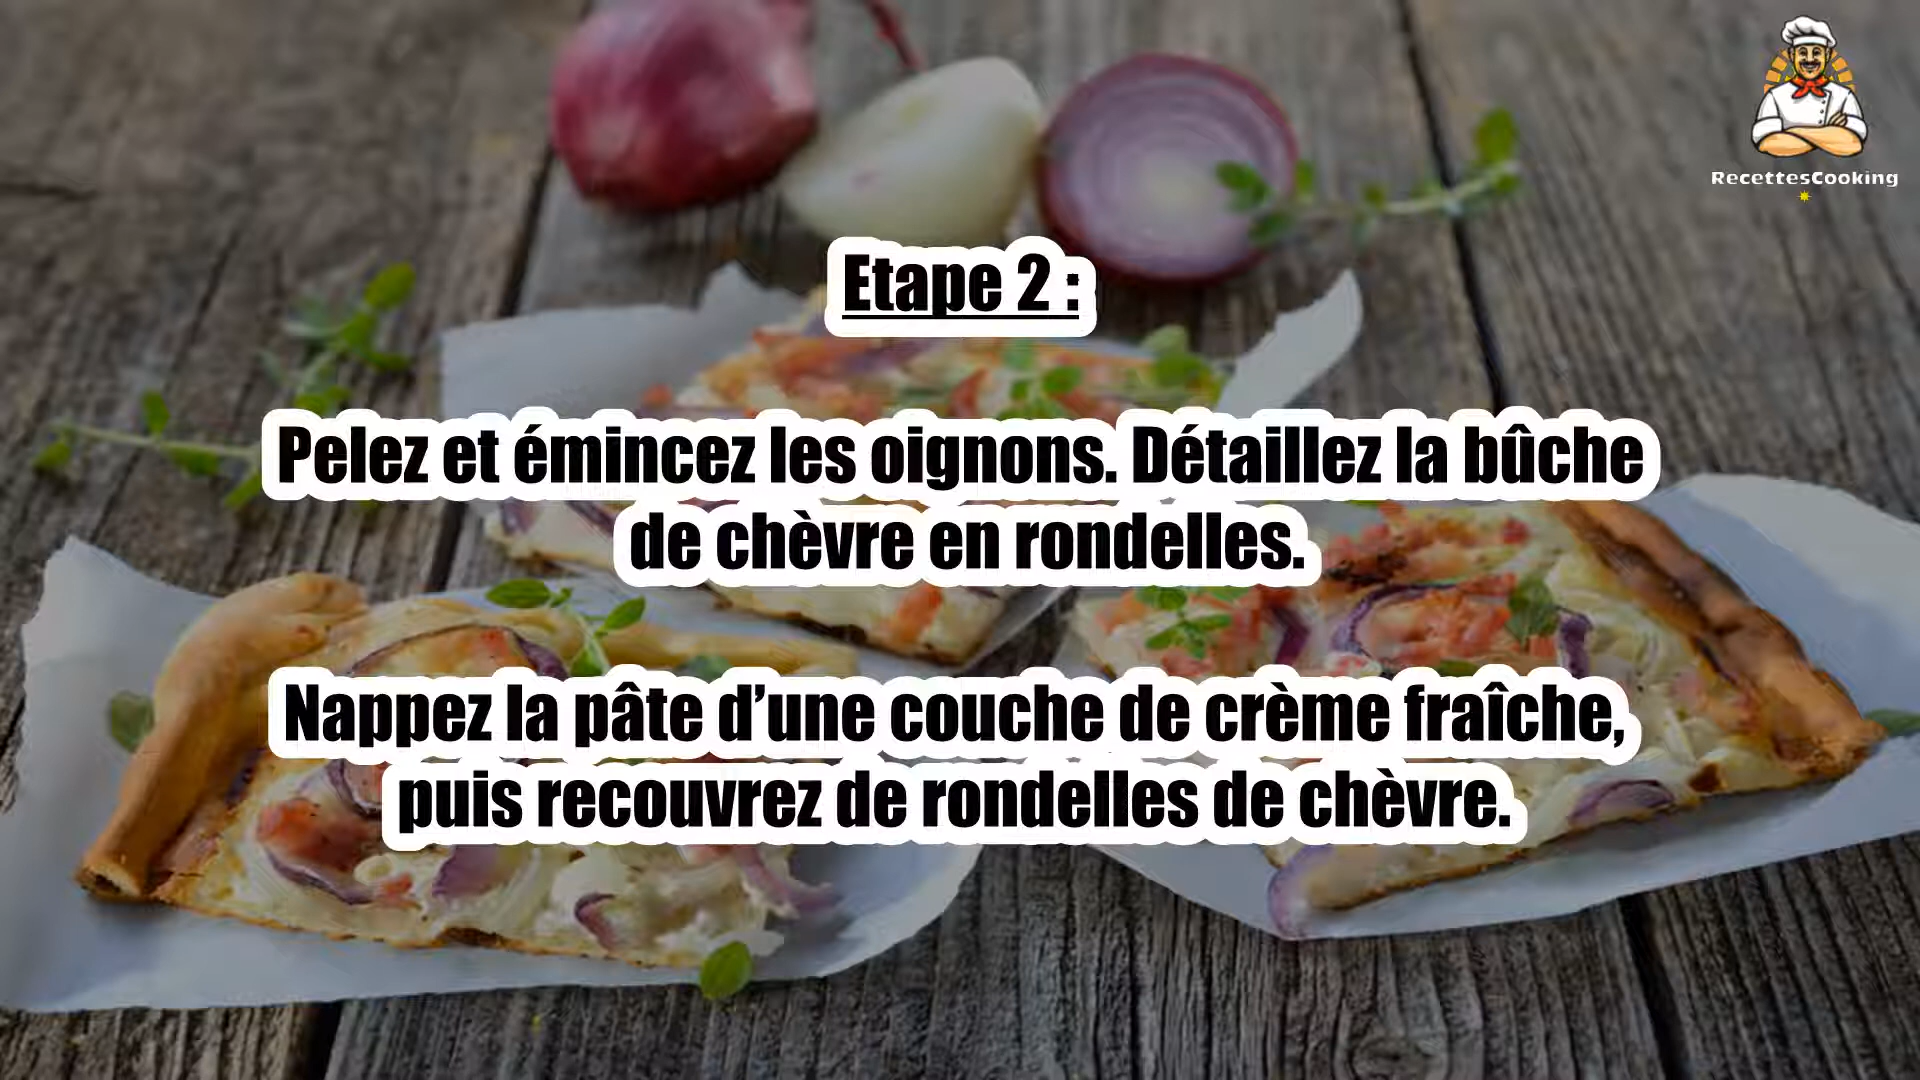 RecettesCooking
Etape 2 :
Pelez et émincez les oignons. Détaillez la bûche
de chèvre en rondelles.
Nappez la pâte d’une couche de crème fraîche,
puis recouvrez de rondelles de chèvre.